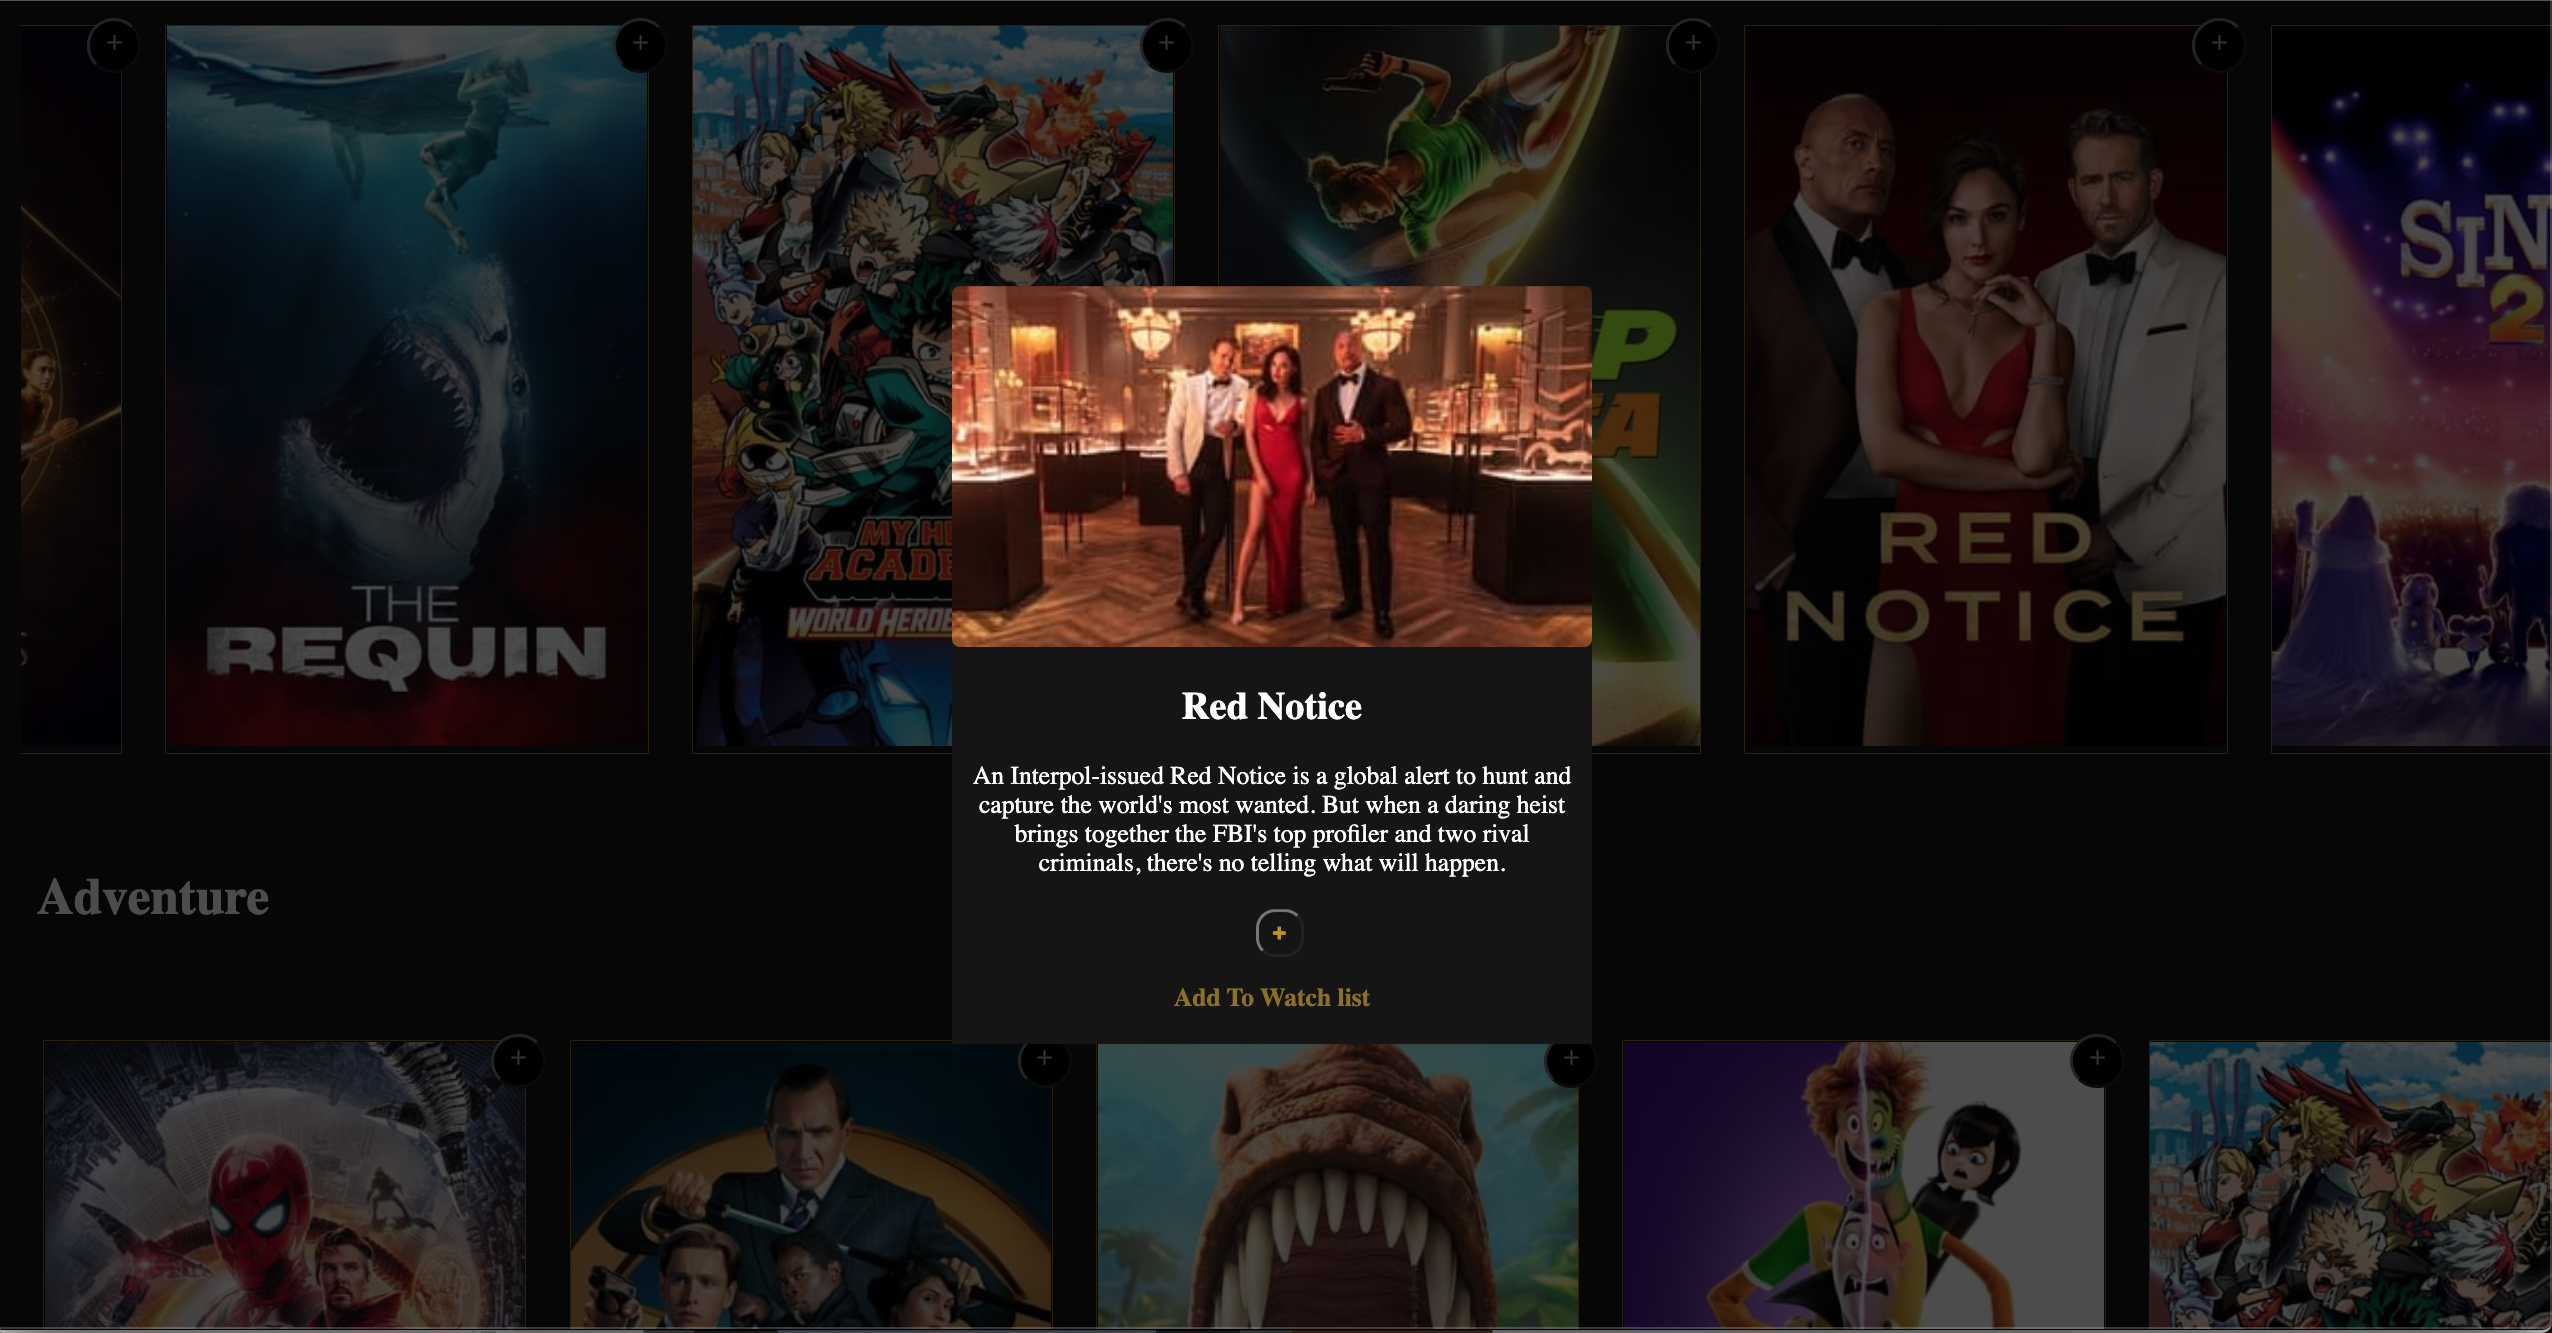 + + + + +
SIN
2
P
A
MY H
ACADE
WORLD HEROE
THE
REQUIN
RED
NOTICE
Red Notice
An Interpol-issued Red Notice is a global alert to hunt and
capture the world's most wanted. But when a daring heist
brings together the FBI's top profiler and two rival
criminals, there's no telling what will happen.
+
Add To Watch list
Adventure
+ + + +